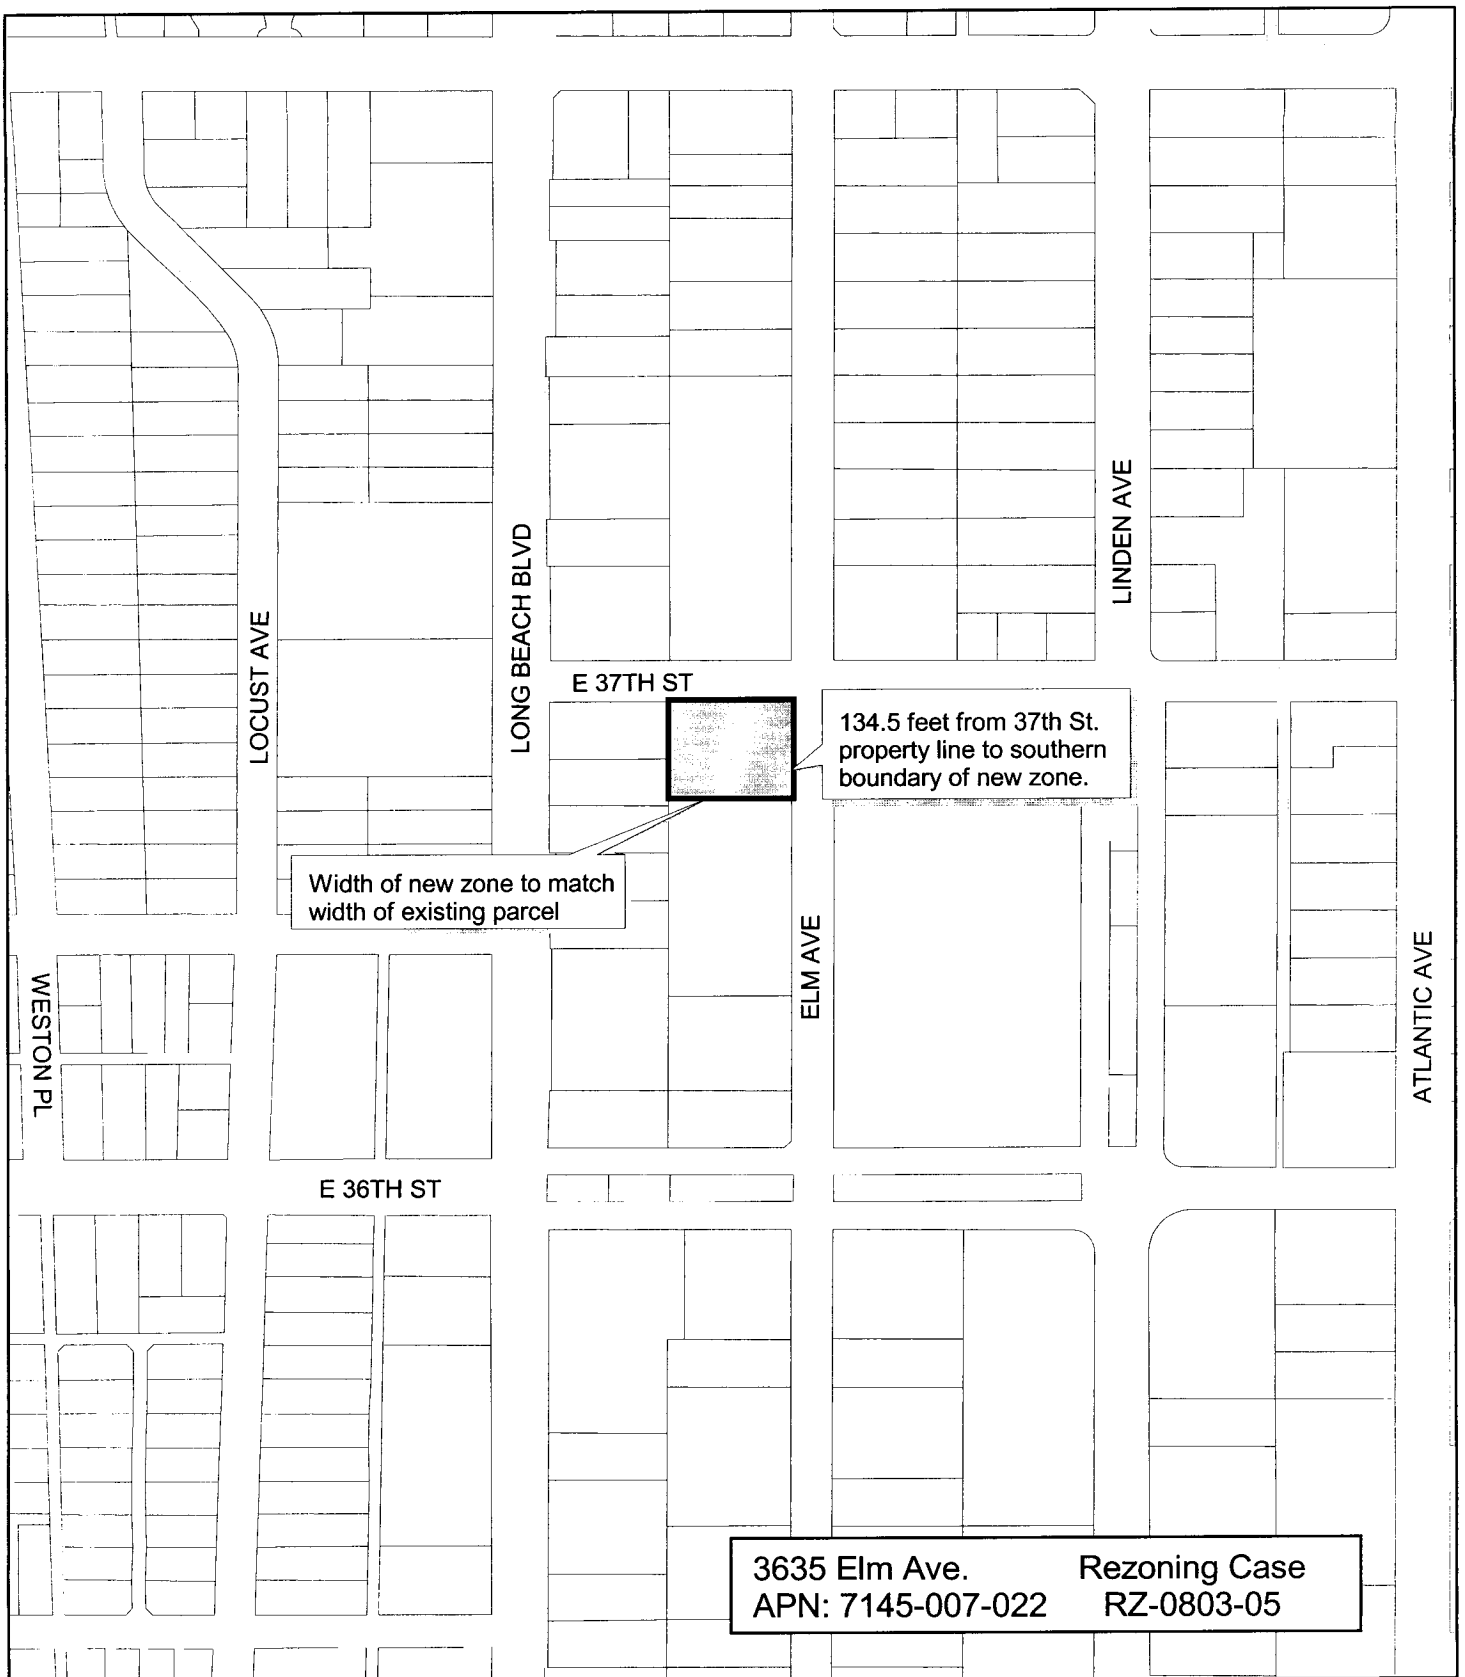 LINDEN AVE
LONG BEACH BLVD
LOCUST AVE
E 37TH ST
134.5 feet from 37th St.
property line to southern
boundary of new zone.
Width of new zone to match
width of existing parcel
ELM AVE
ATLANTIC AVE
WESTON PL
E 36TH ST
3635 Elm Ave. Rezoning Case
APN: 7145-007-022 RZ-0803-05